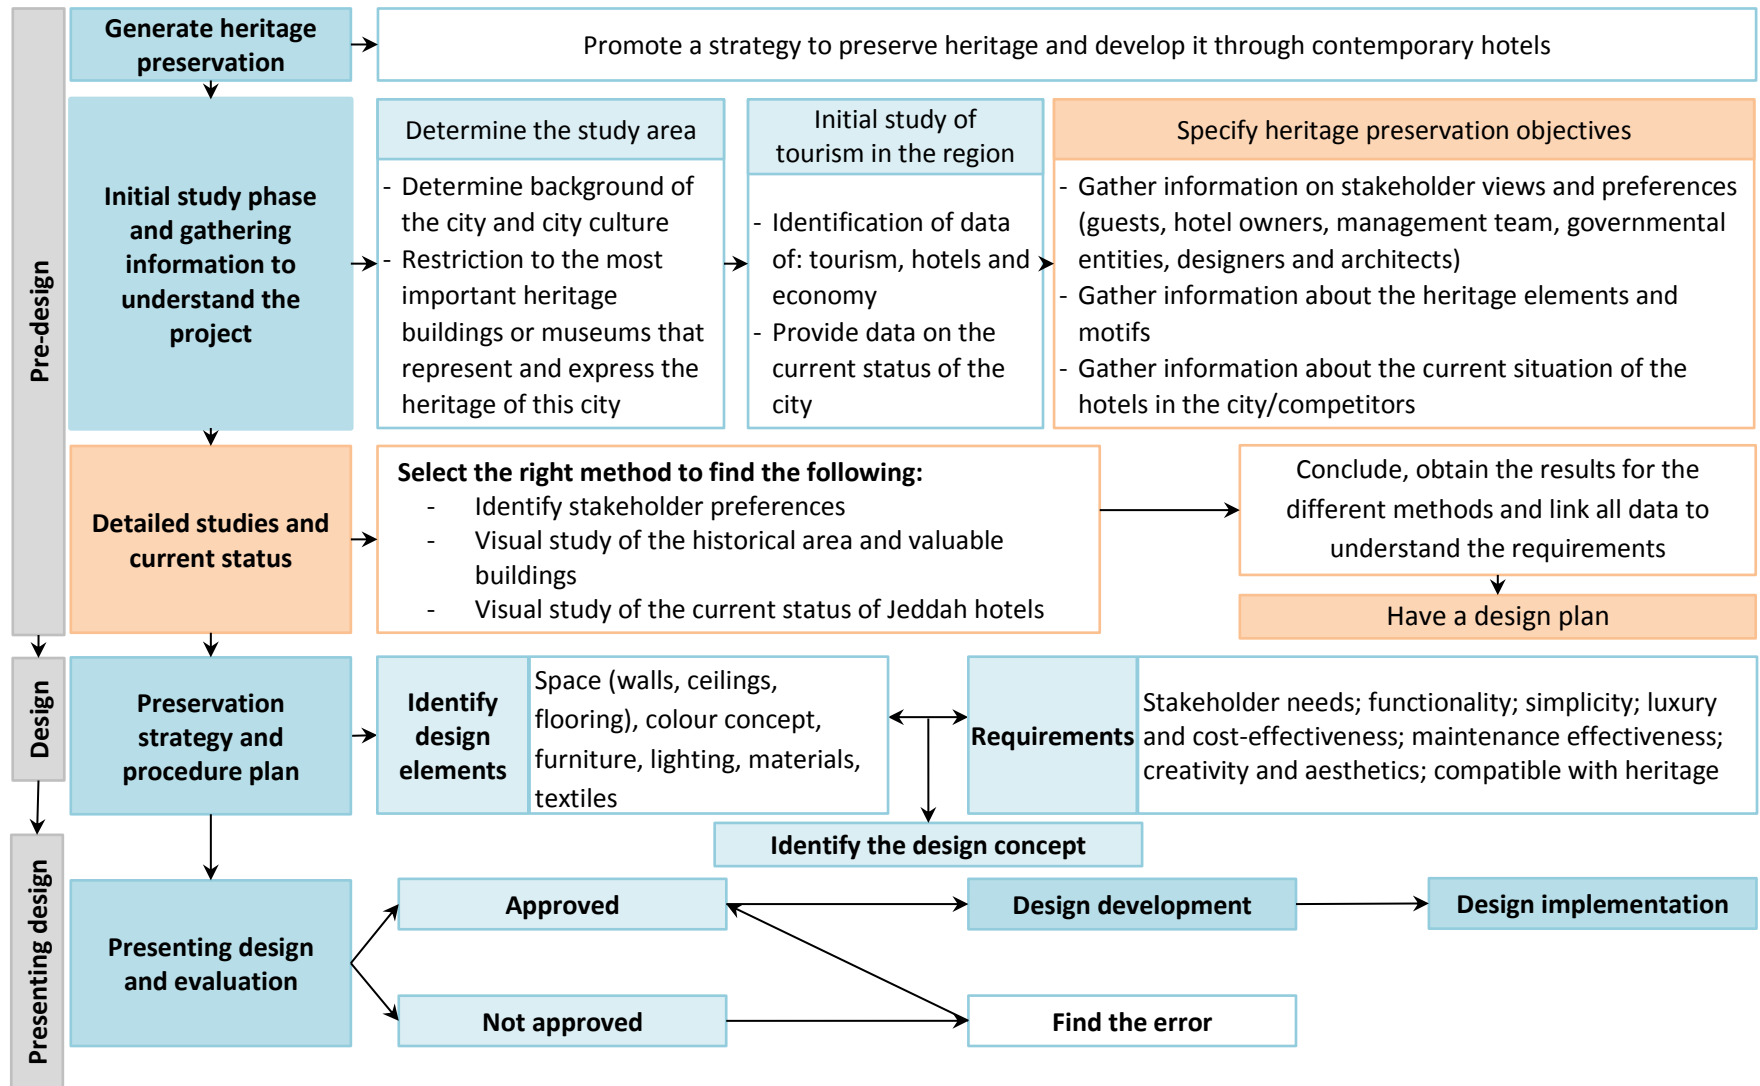 Pre-design
Generate heritage
preservation
Promote a strategy to preserve heritage and develop it through contemporary hotels
Initial study phase
and gathering
information to
understand the
project
Determine the study area
- Determine background of
the city and city culture
- Restriction to the most
important heritage
buildings or museums that
represent and express the
heritage of this city
Initial study of
tourism in the region
- Identification of data
of: tourism, hotels and
economy
- Provide data on the
current status of the
city
Specify heritage preservation objectives
- Gather information on stakeholder views and preferences
(guests, hotel owners, management team, governmental
entities, designers and architects)
- Gather information about the heritage elements and
motifs
- Gather information about the current situation of the
hotels in the city/competitors
Detailed studies and
current status
Select the right method to find the following:
- Identify stakeholder preferences
- Visual study of the historical area and valuable
buildings
- Visual study of the current status of Jeddah hotels
Conclude, obtain the results for the
different methods and link all data to
understand the requirements
Have a design plan
Design
Preservation
strategy and
procedure plan
Identify
design
elements
Space (walls, ceilings,
flooring), colour concept,
furniture, lighting, materials,
textiles
Requirements
Stakeholder needs; functionality; simplicity; luxury
and cost-effectiveness; maintenance effectiveness;
creativity and aesthetics; compatible with heritage
Identify the design concept
Presenting design
Presenting design
and evaluation
Approved
Design development
Design implementation
Not approved
Find the error